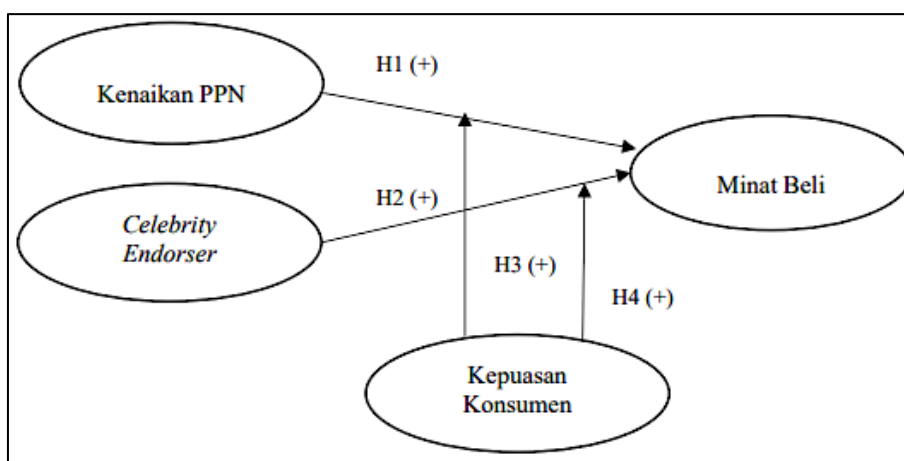 H1 (+)
Kenaikan PPN
Minat Beli
H2 (+)
Celebrity
Endorser
H3 (+)
H4 (+)
Kepuasan
Konsumen